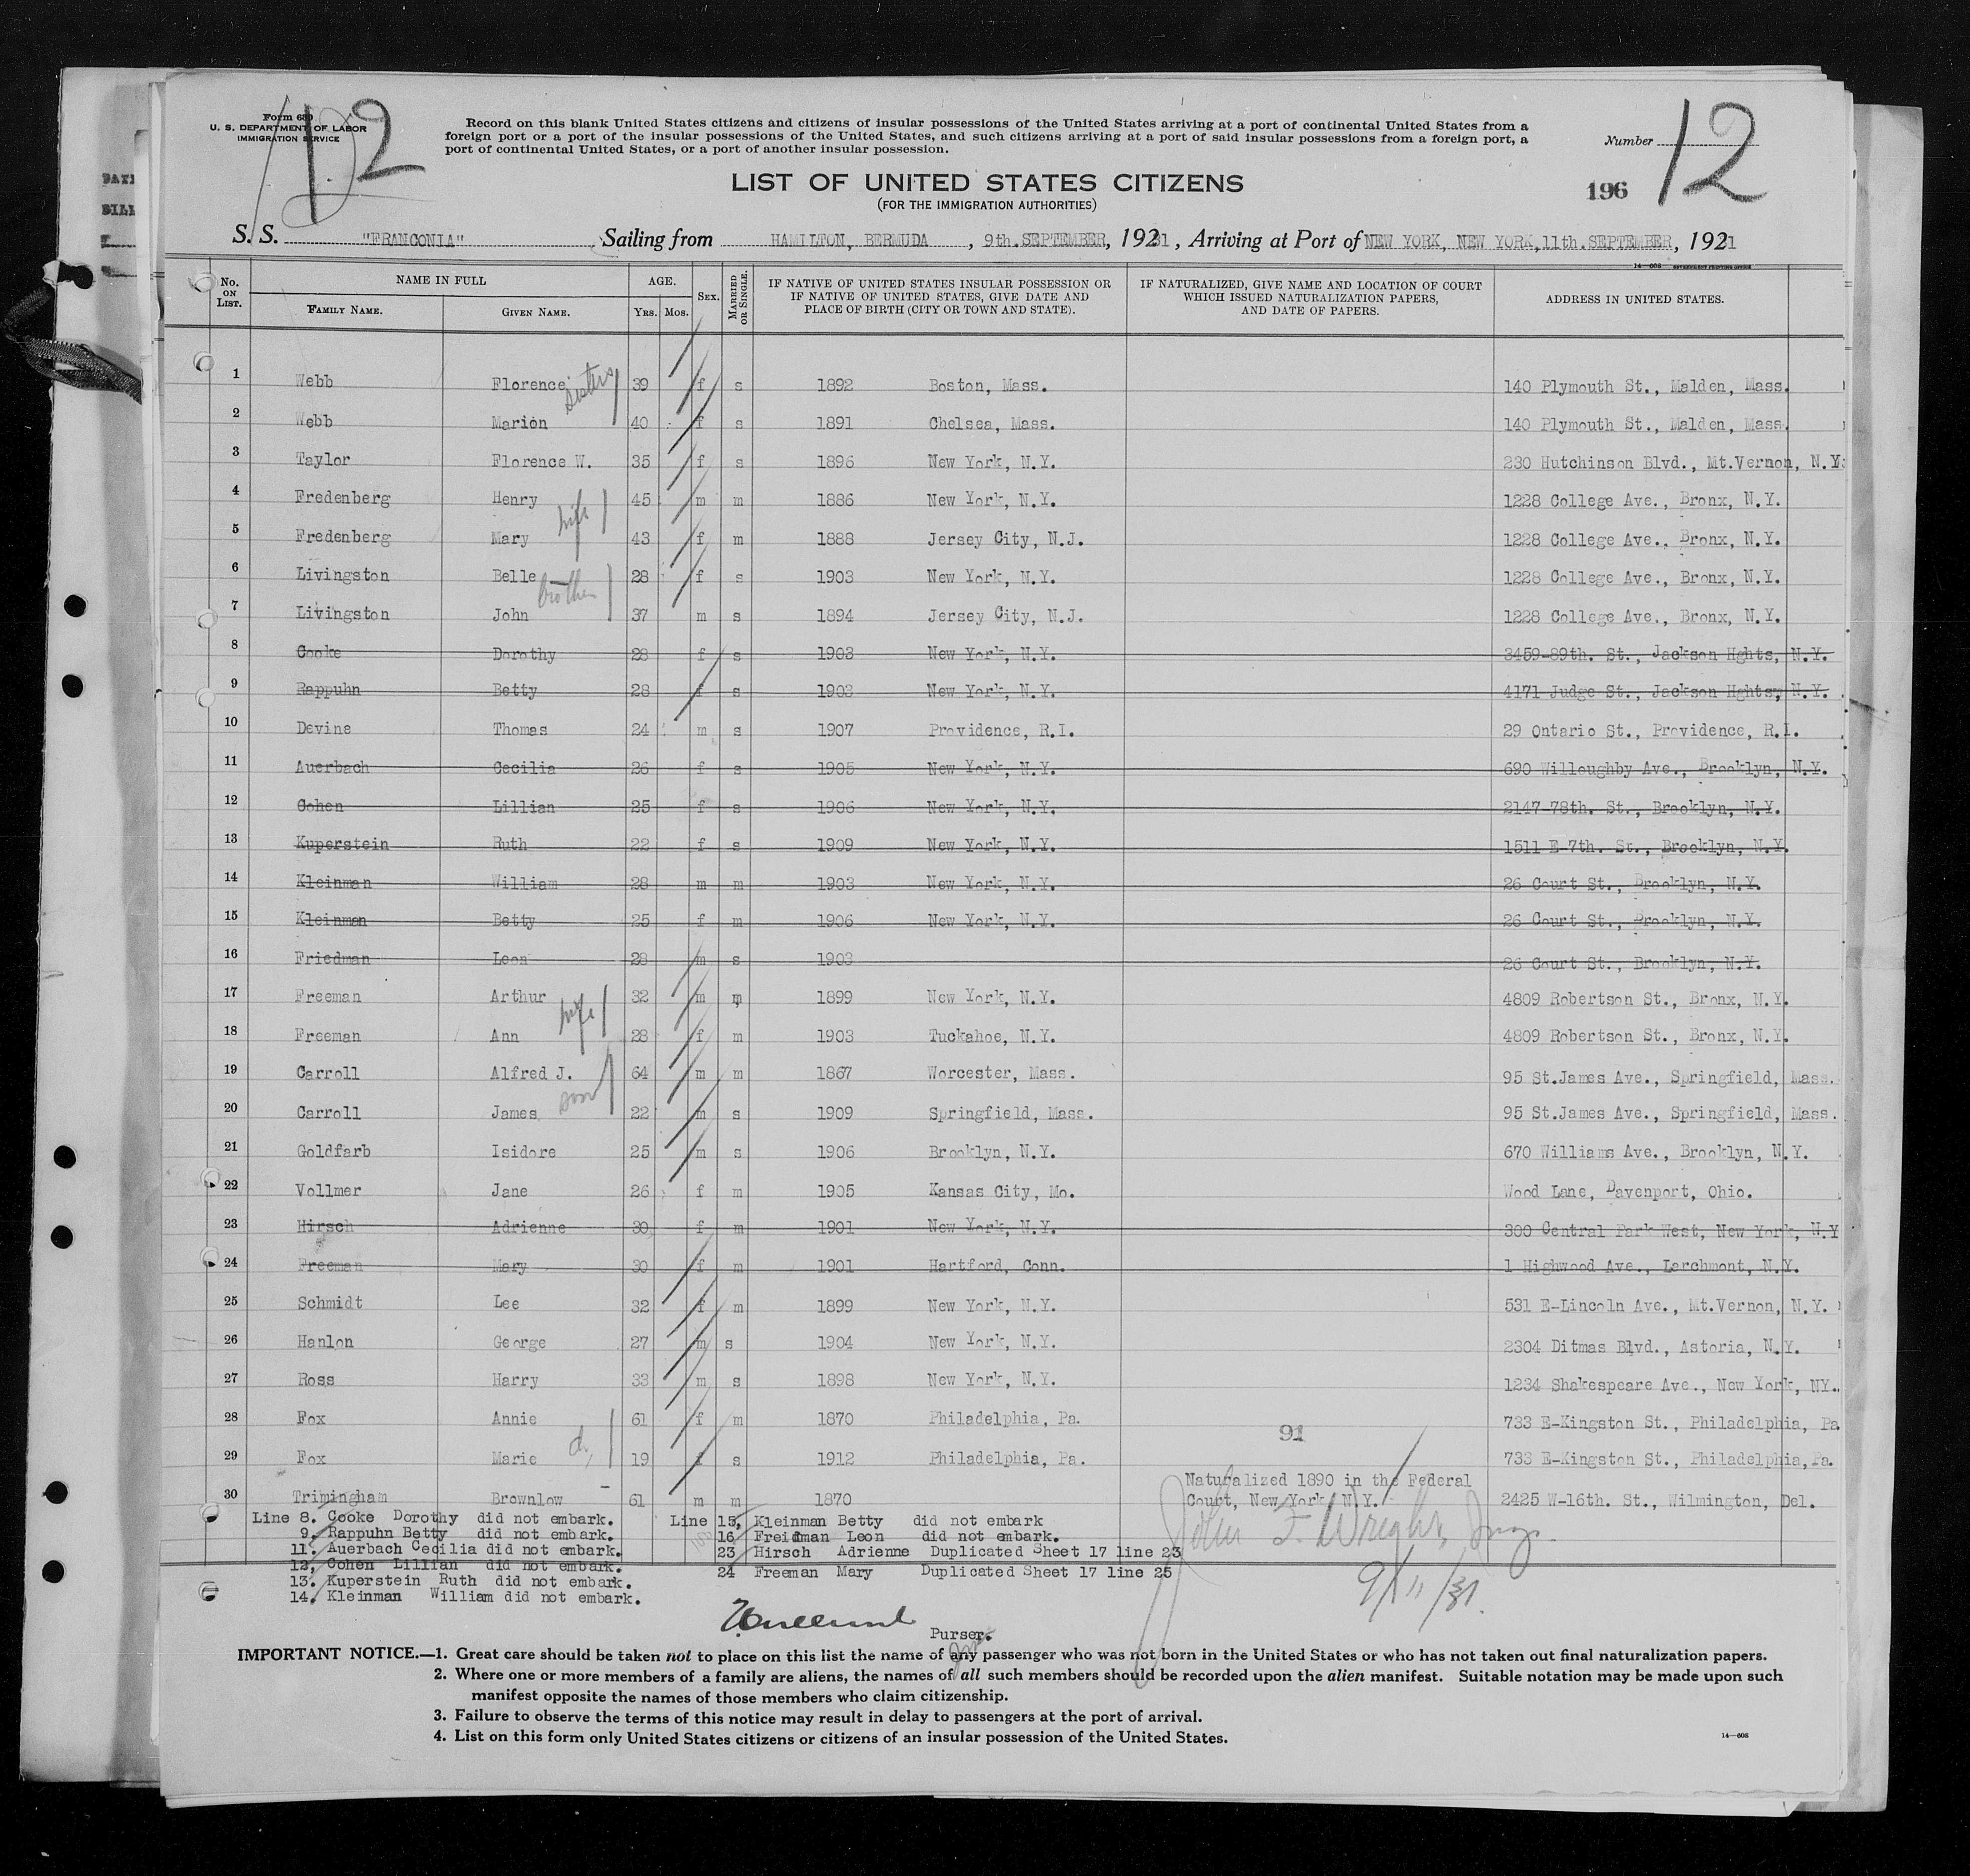 Form 630
U. S. DEPARTMENT OF LABOR
IMMIGRATION SERVICE
12
Record on this blank United States citizens and citizens of insular possessions of the United States arriving at a port of continental United States from a
foreign port or a port of the insular possessions of the United States, and such citizens arriving at a port of said insular possessions from a foreign port, a
port of continental United States, or a port of another insular possession.
Number 12
LIST OF UNITED STATES CITIZENS
(FOR THE IMMIGRATION AUTHORITIES)
196
S. S. "FRANCONIA" Sailing from HAMILTON, BERMUDA, 9th. SEPTEMBER, 1931, Arriving at Port of NEW YORK, NEW YORK, 11th. SEPTEMBER, 1931
14—608 GOVERNMENT PRINTING OFFICE
No. ON LIST. NAME IN FULL FAMILY NAME. GIVEN NAME. AGE. YRS. MOS. SEX. MARRIED OR SINGLE. IF NATIVE OF UNITED STATES INSULAR POSSESSION OR IF NATIVE OF UNITED STATES, GIVE DATE AND PLACE OF BIRTH (CITY OR TOWN AND STATE). IF NATURALIZED, GIVE NAME AND LOCATION OF COURT WHICH ISSUED NATURALIZATION PAPERS, AND DATE OF PAPERS. ADDRESS IN UNITED STATES.
1 Webb Florence sisters 39 f s 1892 Boston, Mass. 140 Plymouth St., Malden, Mass.
2 Webb Marion 40 f s 1891 Chelsea, Mass. 140 Plymouth St., Malden, Mass.
3 Taylor Florence W. 35 f s 1896 New York, N.Y. 230 Hutchinson Blvd., Mt.Vernon, N.Y.
4 Fredenberg Henry 45 m m 1886 New York, N.Y. 1228 College Ave., Bronx, N.Y.
5 Fredenberg Mary wife 43 f m 1888 Jersey City, N.J. 1228 College Ave., Bronx, N.Y.
6 Livingston Belle 28 f s 1903 New York, N.Y. 1228 College Ave., Bronx, N.Y.
7 Livingston John brother 37 m s 1894 Jersey City, N.J. 1228 College Ave., Bronx, N.Y.
8 Cooke Dorothy 28 f s 1903 New York, N.Y. 3459-89th. St., Jackson Hghts, N.Y.
9 Rappuhn Betty 28 f s 1903 New York, N.Y. 4171 Judge St., Jackson Hghts, N.Y.
10 Devine Thomas 24 m s 1907 Providence, R.I. 29 Ontario St., Providence, R.I.
11 Auerbach Cecilia 26 f s 1905 New York, N.Y. 690 Willoughby Ave., Brooklyn, N.Y.
12 Cohen Lillian 25 f s 1906 New York, N.Y. 2147-78th. St., Brooklyn, N.Y.
13 Kuperstein Ruth 22 f s 1909 New York, N.Y. 1511 E-7th. St., Brooklyn, N.Y.
14 Kleinman William 28 m m 1903 New York, N.Y. 26 Court St., Brooklyn, N.Y.
15 Kleinman Betty 25 f m 1906 New York, N.Y. 26 Court St., Brooklyn, N.Y.
16 Friedman Leon 28 m s 1903 26 Court St., Brooklyn, N.Y.
17 Freeman Arthur 32 m m 1899 New York, N.Y. 4809 Robertson St., Bronx, N.Y.
18 Freeman Ann wife 28 f m 1903 Tuckahoe, N.Y. 4809 Robertson St., Bronx, N.Y.
19 Carroll Alfred J. 64 m m 1867 Worcester, Mass. 95 St.James Ave., Springfield, Mass.
20 Carroll James son 22 m s 1909 Springfield, Mass. 95 St.James Ave., Springfield, Mass.
21 Goldfarb Isidore 25 m s 1906 Brooklyn, N.Y. 670 Williams Ave., Brooklyn, N.Y.
22 Vollmer Jane 26 f m 1905 Kansas City, Mo. Wood Lane, Davenport, Ohio.
23 Hirsch Adrienne 30 f m 1901 New York, N.Y. 300 Central Park West, New York, N.Y
24 Freeman Mary 30 f m 1901 Hartford, Conn. 1 Highwood Ave., Larchmont, N.Y.
25 Schmidt Lee 32 f m 1899 New York, N.Y. 531 E-Lincoln Ave., Mt.Vernon, N.Y.
26 Hanlon George 27 m s 1904 New York, N.Y. 2304 Ditmas Blvd., Astoria, N.Y.
27 Ross Harry 33 m s 1898 New York, N.Y. 1234 Shakespeare Ave., New York, NY.
28 Fox Annie 61 f m 1870 Philadelphia, Pa. 733 E-Kingston St., Philadelphia, Pa
91
29 Fox Marie d. 19 f s 1912 Philadelphia, Pa. 733 E-Kingston St., Philadelphia, Pa.
30 Trimingham Brownlow 61 m m 1870 Naturalized 1890 in the Federal Court, New York, N.Y. 2425 W-16th. St., Wilmington, Del.
Line 8. Cooke Dorothy did not embark.
9. Rappuhn Betty did not embark.
11. Auerbach Cecilia did not embark.
12, Cohen Lillian did not embark.
13. Kuperstein Ruth did not embark.
14. Kleinman William did not embark.
Line 15, Kleinman Betty did not embark
16 Freidman Leon did not embark.
23 Hirsch Adrienne Duplicated Sheet 17 line 23
24 Freeman Mary Duplicated Sheet 17 line 25
John F. Wright, Insp.
9/11/31.
Purser.
IMPORTANT NOTICE.—1. Great care should be taken not to place on this list the name of any passenger who was not born in the United States or who has not taken out final naturalization papers.
2. Where one or more members of a family are aliens, the names of all such members should be recorded upon the alien manifest. Suitable notation may be made upon such
manifest opposite the names of those members who claim citizenship.
3. Failure to observe the terms of this notice may result in delay to passengers at the port of arrival.
4. List on this form only United States citizens or citizens of an insular possession of the United States.
14—608